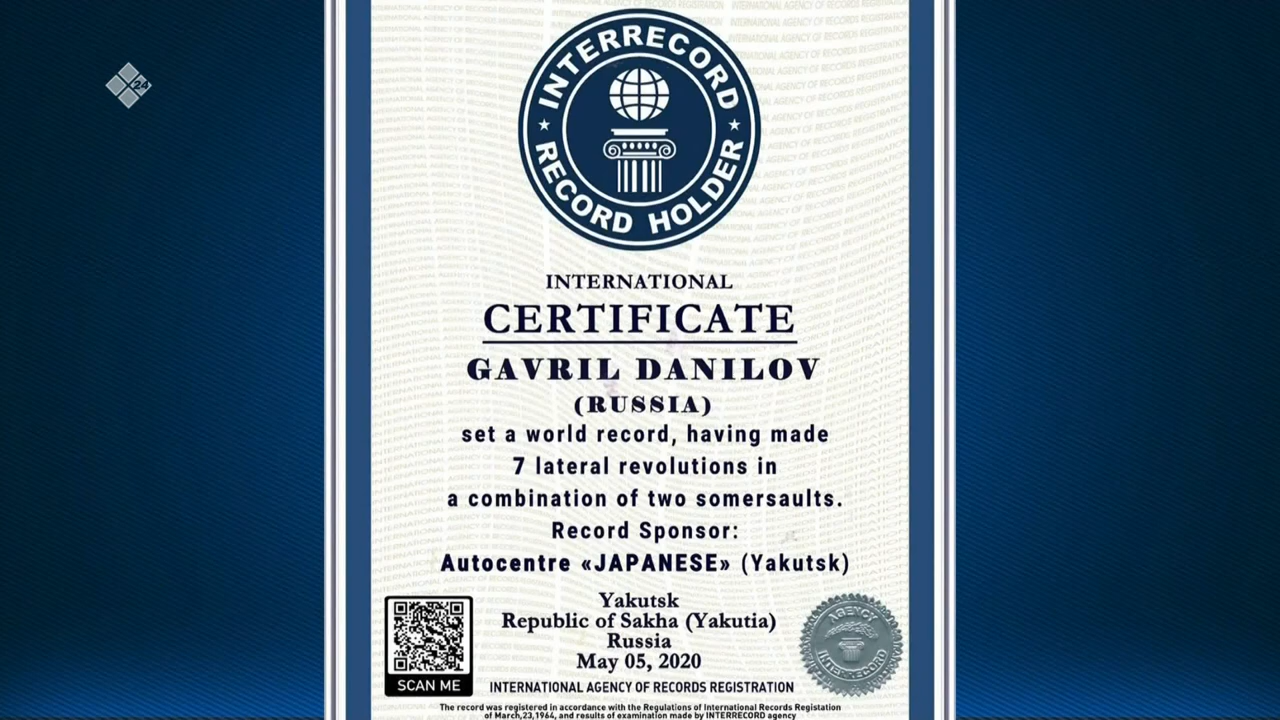 X24
INTERRECORD
RECORD HOLDER
INTERNATIONAL
CERTIFICATE
GAVRIL DANILOV
(RUSSIA)
set a world record, having made
7 lateral revolutions in
a combination of two somersaults.
Record Sponsor:
Autocentre «JAPANESE» (Yakutsk)
Yakutsk
Republic of Sakha (Yakutia)
Russia
May 05, 2020
SCAN ME
AGENCY
INTERRECORD
INTERNATIONAL AGENCY OF RECORDS REGISTRATION
The record was registered in accordance with the Regulations of International Records Registation
of March,23,1964, and results of examination made by INTERRECORD agency